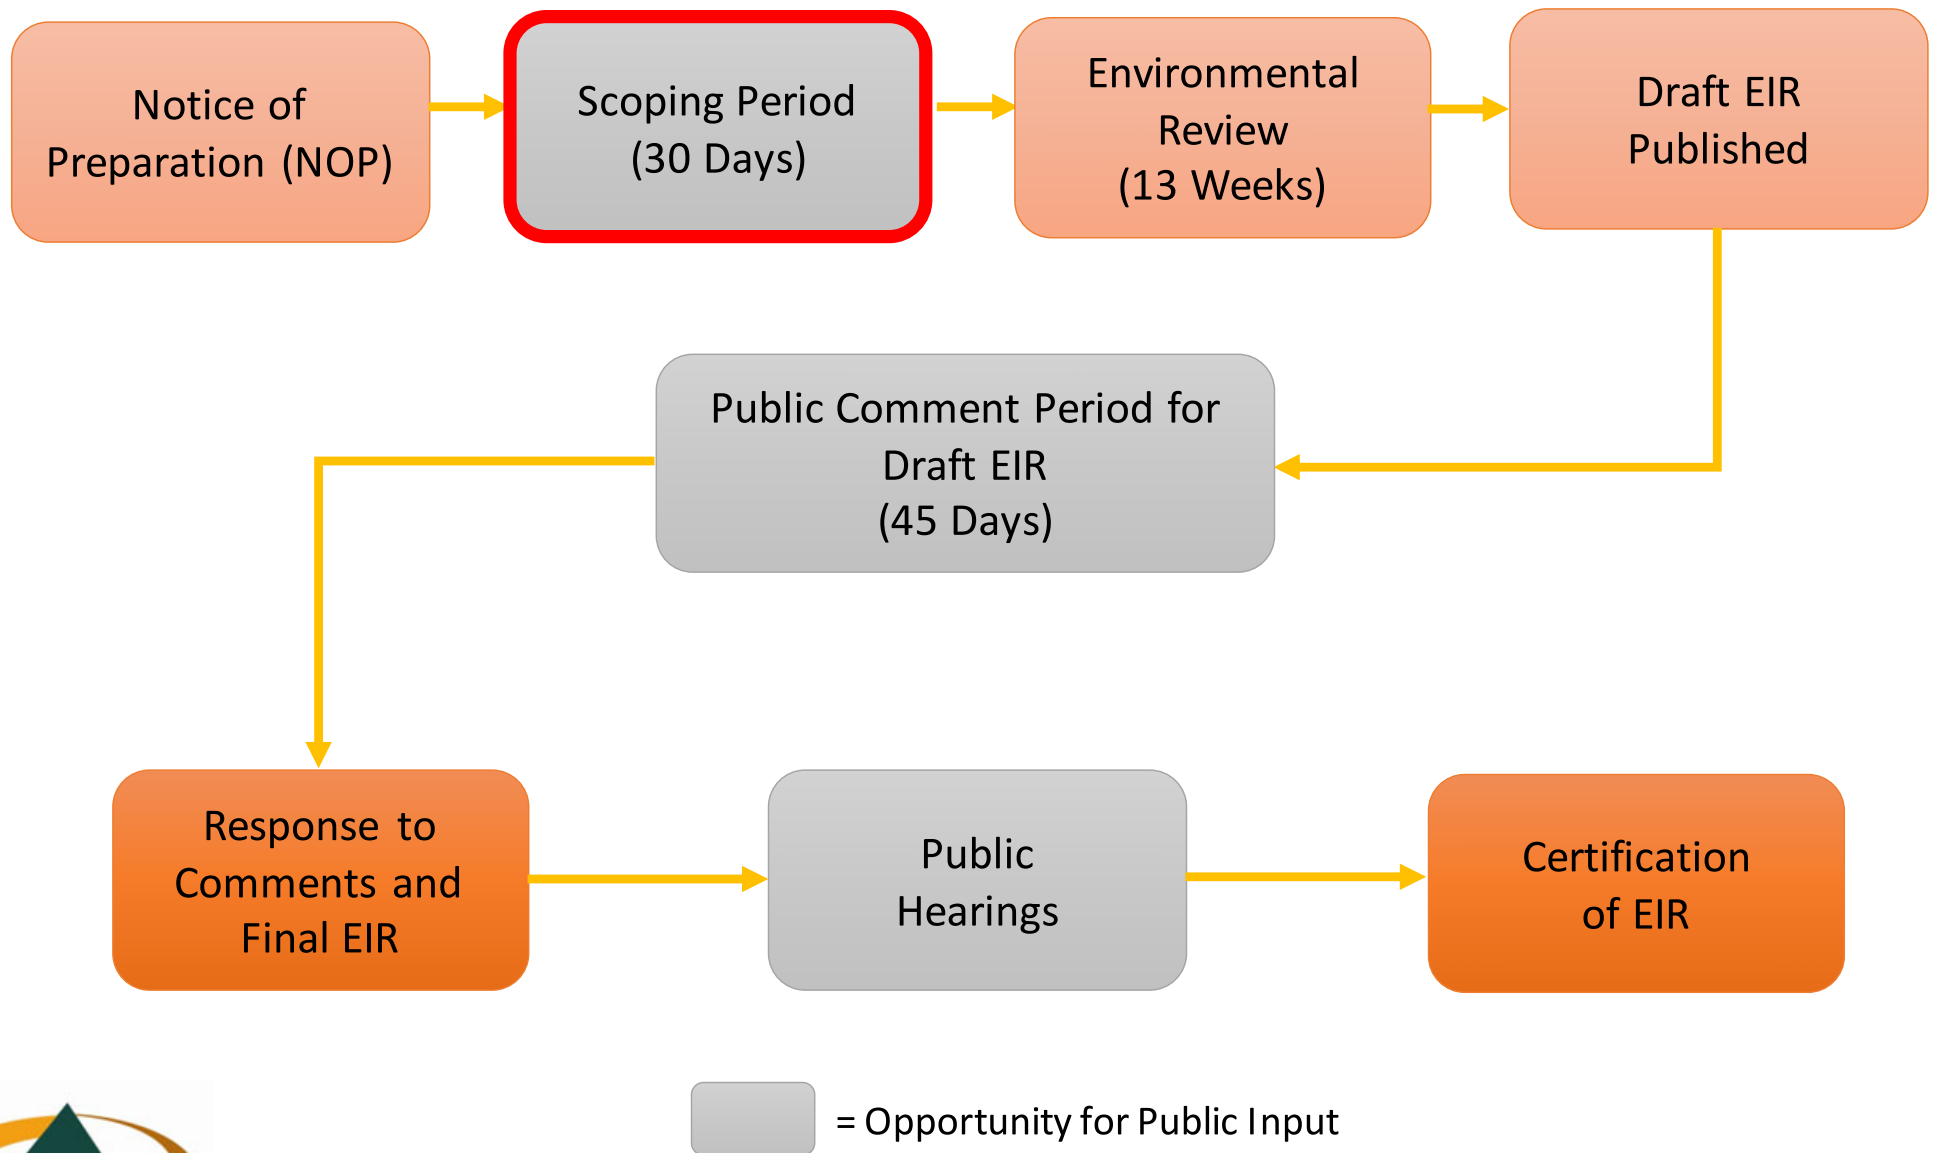 Notice of
Preparation (NOP)
Scoping Period
(30 Days)
Environmental
Review
(13 Weeks)
Draft EIR
Published
Public Comment Period for
Draft EIR
(45 Days)
Response to
Comments and
Final EIR
Public
Hearings
Certification
of EIR
= Opportunity for Public Input